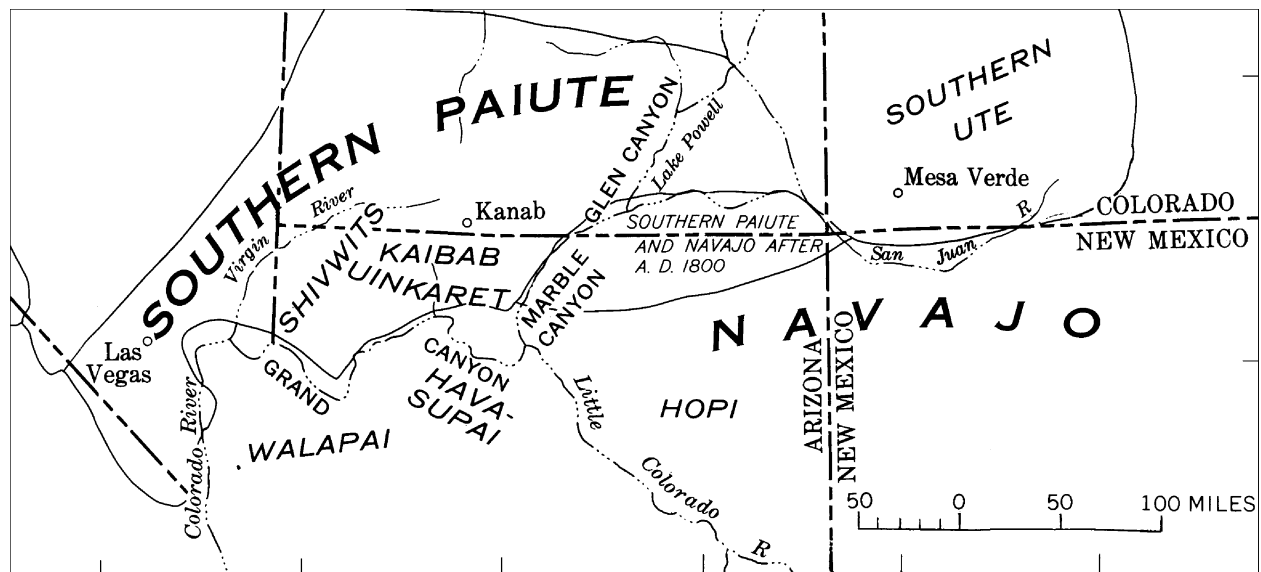 SOUTHERN PAIUTE
SOUTHERN
UTE
GLEN CANYON
Lake Powell
Mesa Verde
Virgin River
Kanab
SHIVWITS
KAIBAB
UINKARET
SOUTHERN PAIUTE
AND NAVAJO AFTER
A. D. 1800
MARBLE
CANYON
San Juan R
COLORADO
NEW MEXICO
NAVAJO
Las
Vegas
GRAND CANYON
HAVA-
SUPAI
WALAPAI
HOPI
Colorado River
Little Colorado R
ARIZONA
NEW MEXICO
50 0 50 100 MILES